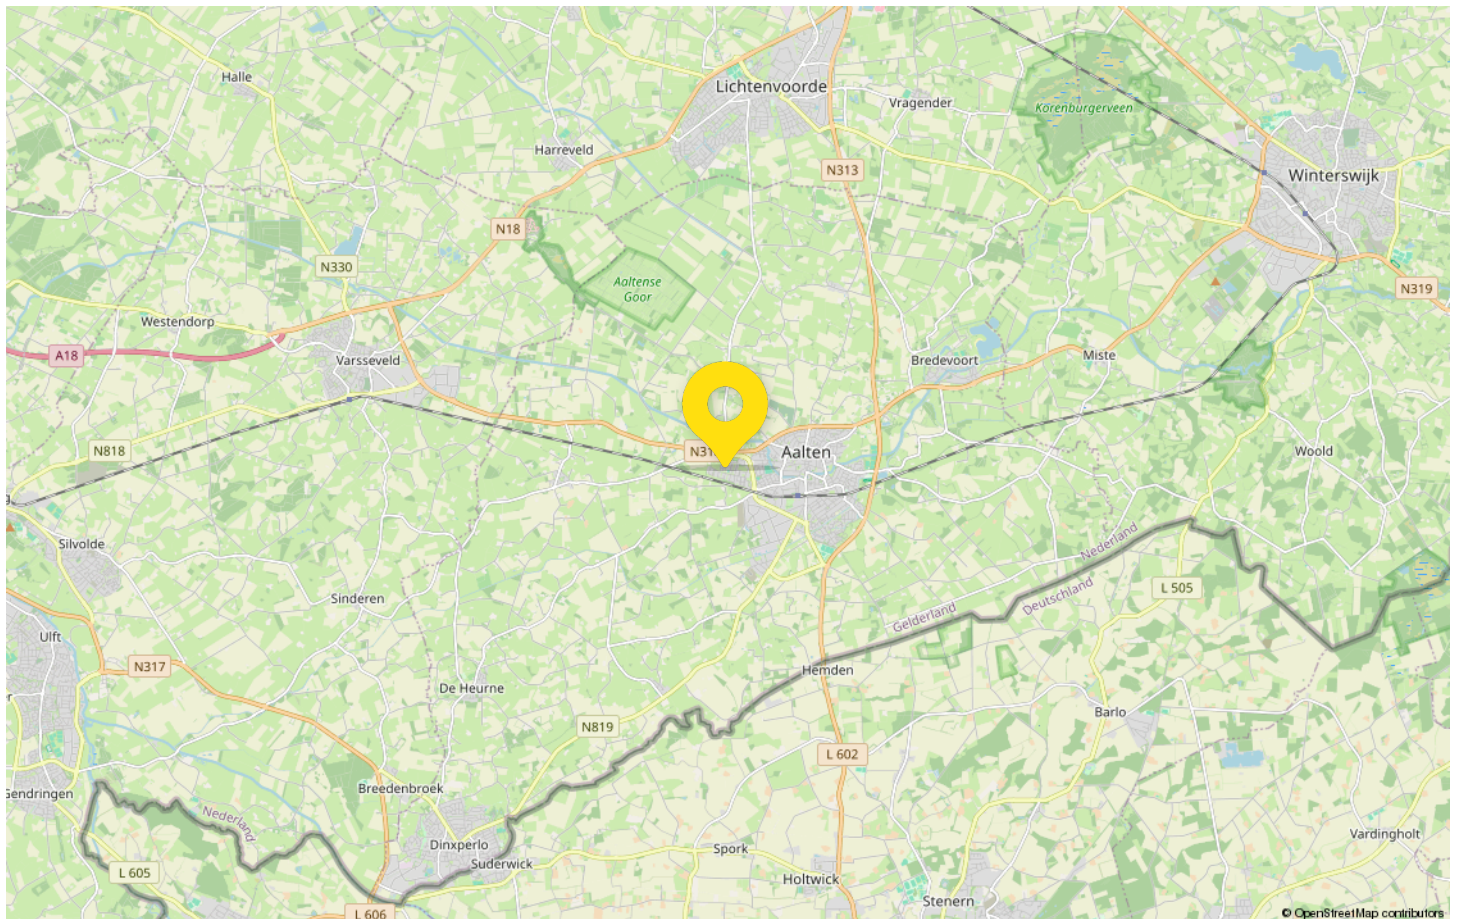 Halle
Lichtenvoorde
Vragender
Korenburgerveen
Harreveld
N313
Winterswijk
N18
N330
Aaltense
Goor
N319
Westendorp
A18
Varsseveld
Bredevoort
Miste
N818
N31
Aalten
Woold
Silvolde
Nederland
Deutschland
L 505
Sinderen
Gelderland
Ulft
N317
Hemden
De Heurne
Barlo
N819
L 602
Gendringen
Breedenbroek
Nederland
Dinxperlo
Suderwick
Spork
Vardingholt
L 605
Holtwick
Stenern
L 606
© OpenStreetMap contributors